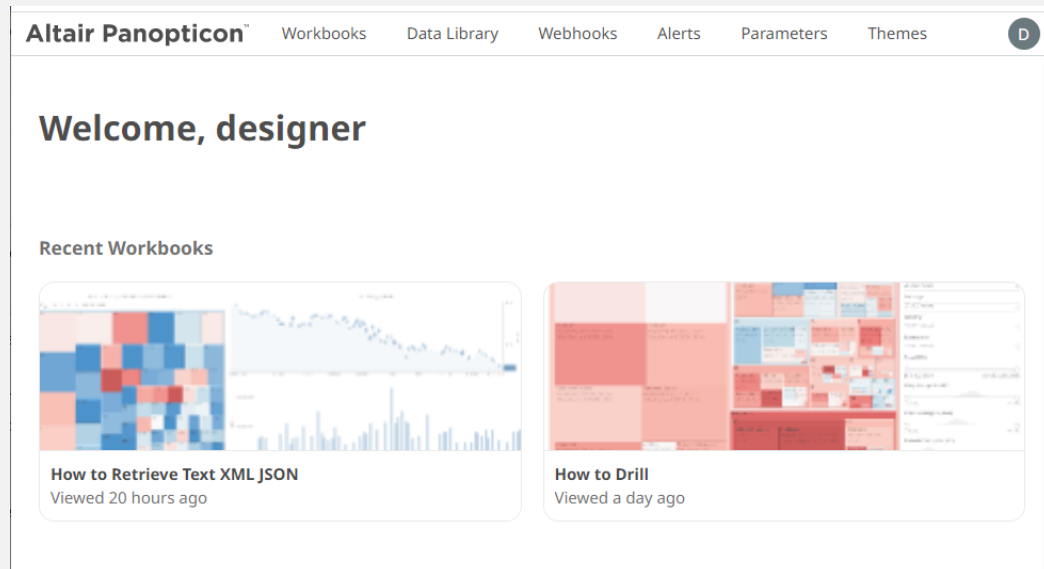 Altair Panopticon™
Workbooks
Data Library
Webhooks
Alerts
Parameters
Themes
D
Welcome, designer
Recent Workbooks
How to Retrieve Text XML JSON
Viewed 20 hours ago
How to Drill
Viewed a day ago